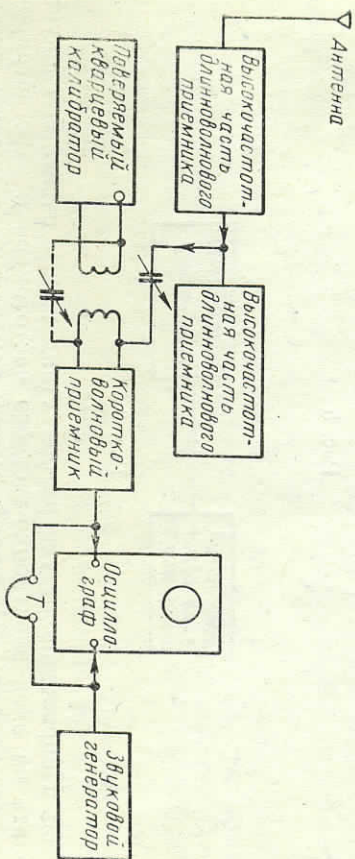 Антенна
Высокочастот-
ная часть
длинноволнового
приемника
Высокочастот-
ная часть
длинноволнового
приемника
Поверяемый
кварцевый
калибратор
Коротко-
волновый
приемник
Осцилло-
граф
T
Звуковой
генератор